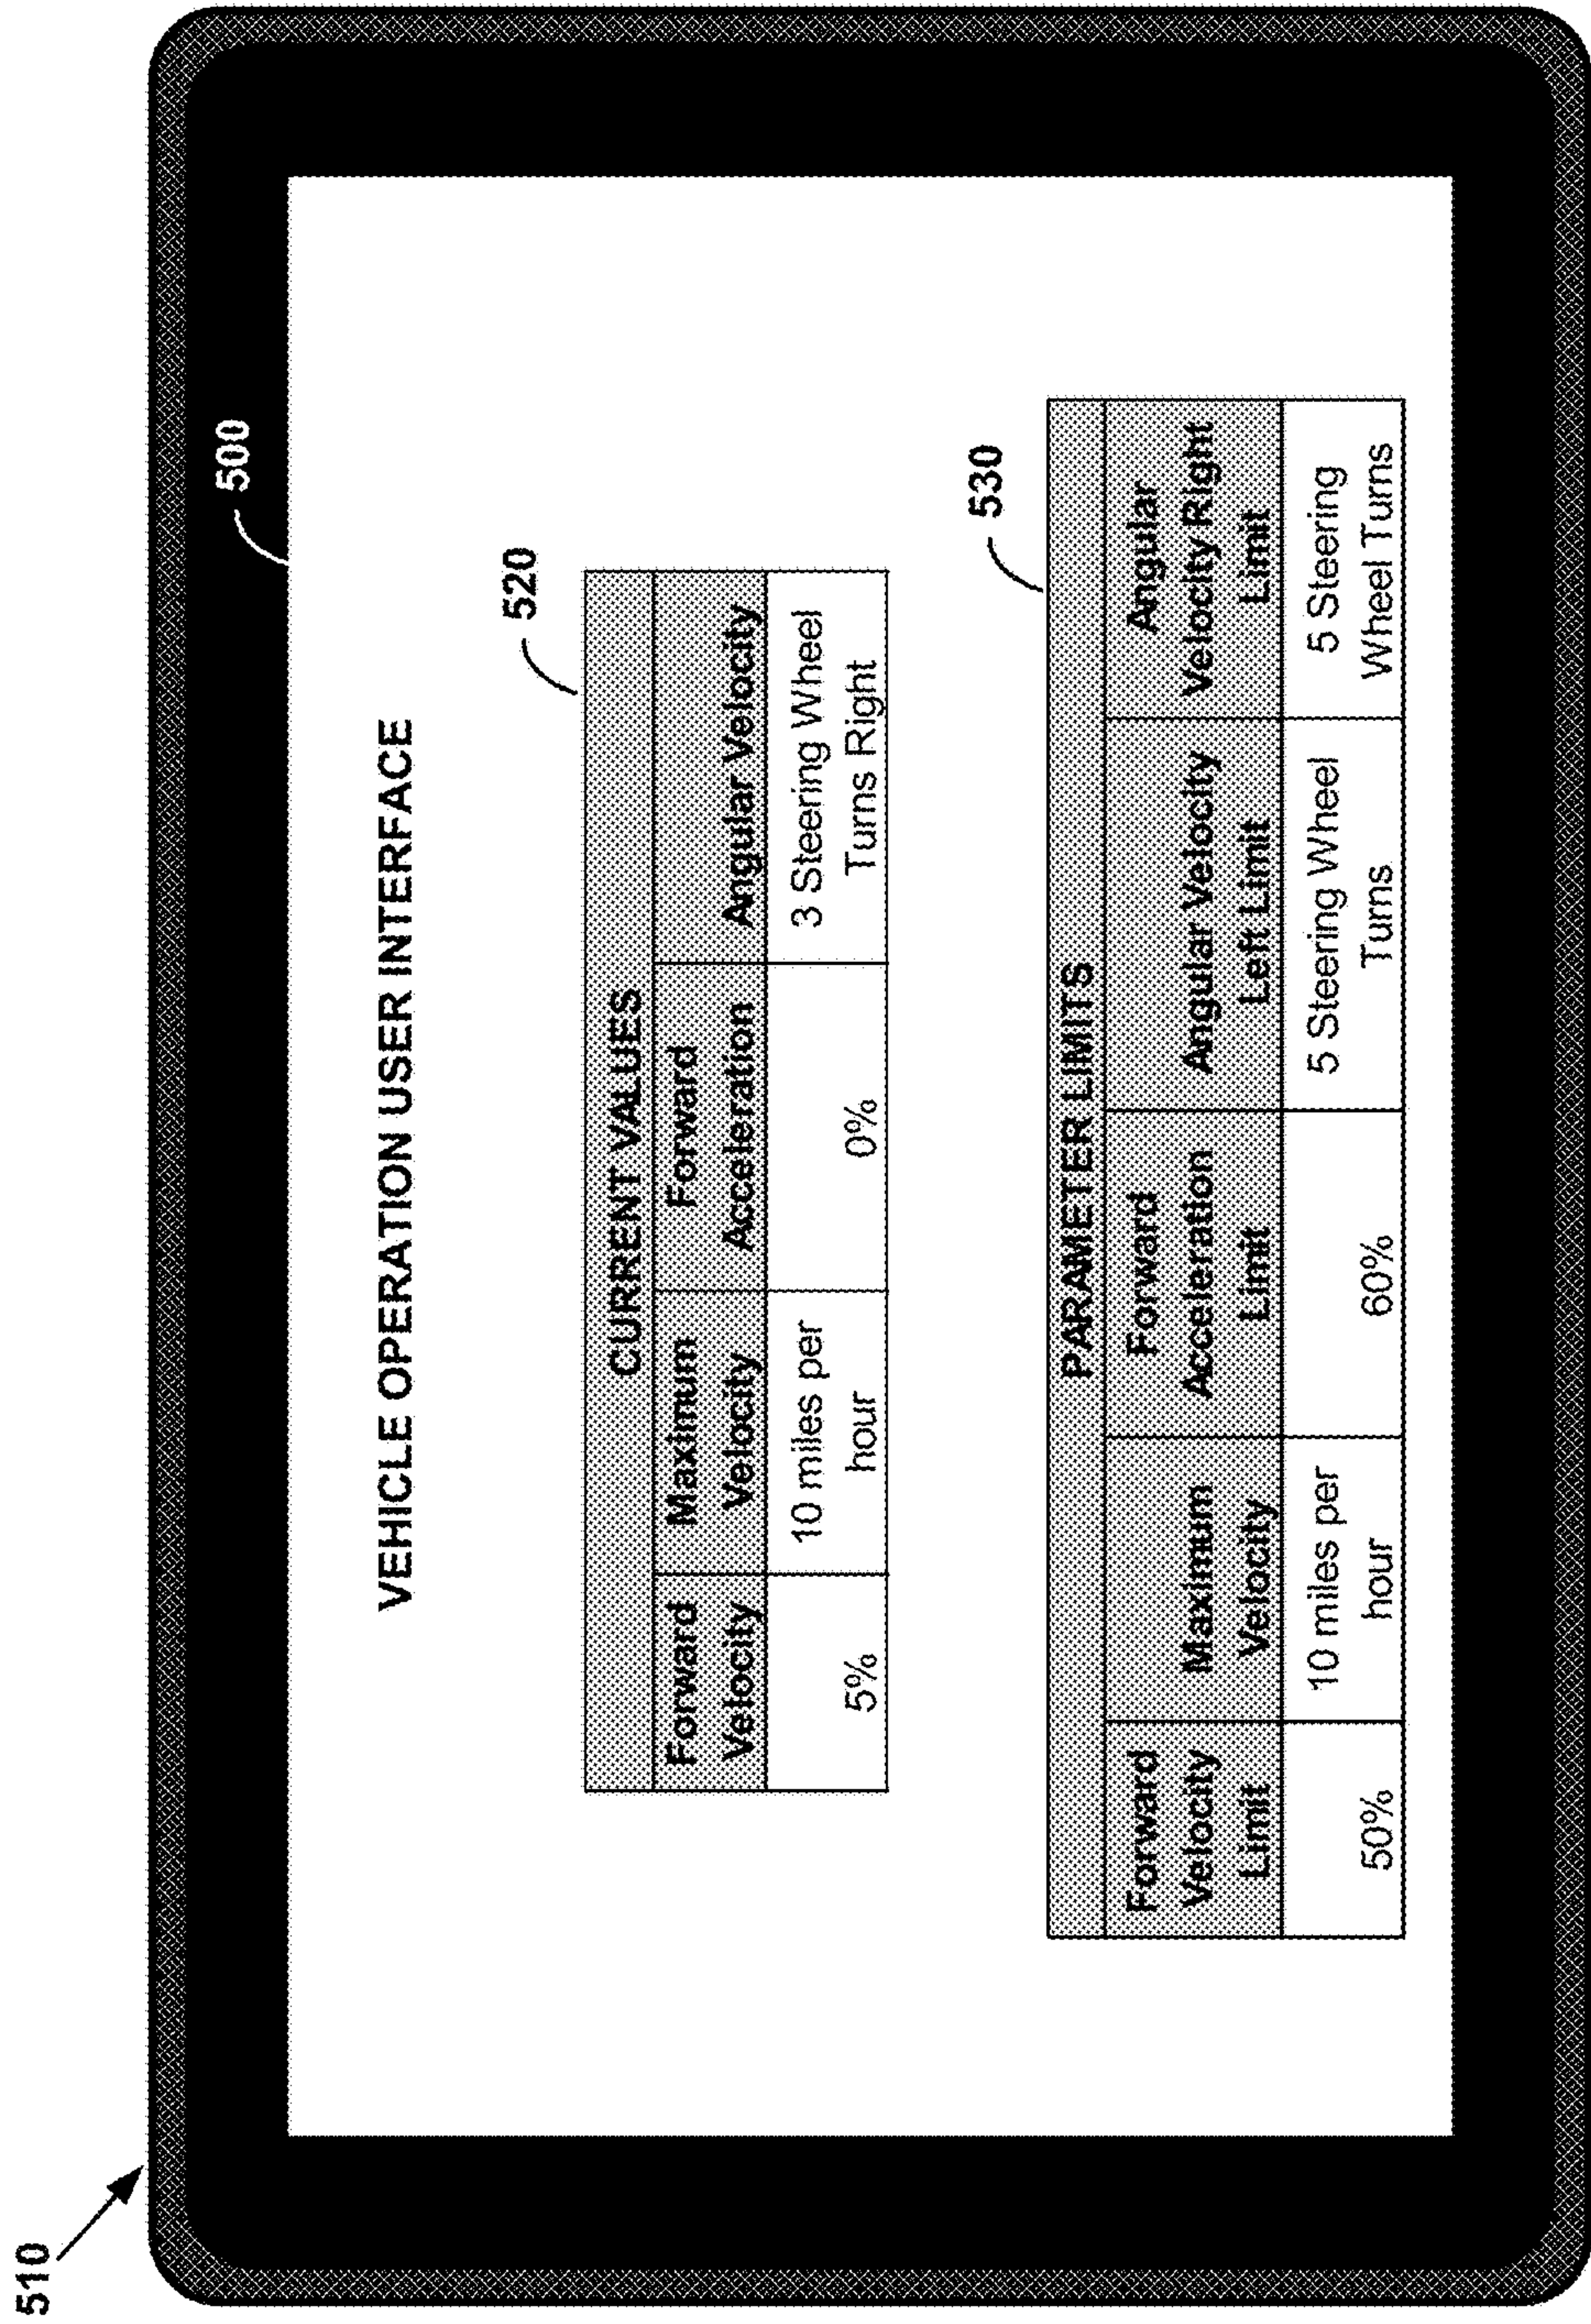 510
500
VEHICLE OPERATION USER INTERFACE
520
CURRENT VALUES
Forward Velocity | Maximum Velocity | Forward Acceleration | Angular Velocity
5% | 10 miles per hour | 0% | 3 Steering Wheel Turns Right
530
PARAMETER LIMITS
Forward Velocity Limit | Maximum Velocity | Forward Acceleration Limit | Angular Velocity Left Limit | Angular Velocity Right Limit
50% | 10 miles per hour | 60% | 5 Steering Wheel Turns | 5 Steering Wheel Turns